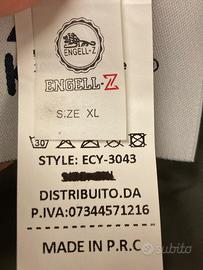 ENGELL-Z
ENGELL-Z
S:ZE XL
30
STYLE: ECY-3043
DISTRIBUITO.DA
P.IVA:07344571216
MADE IN P.R.C
subito